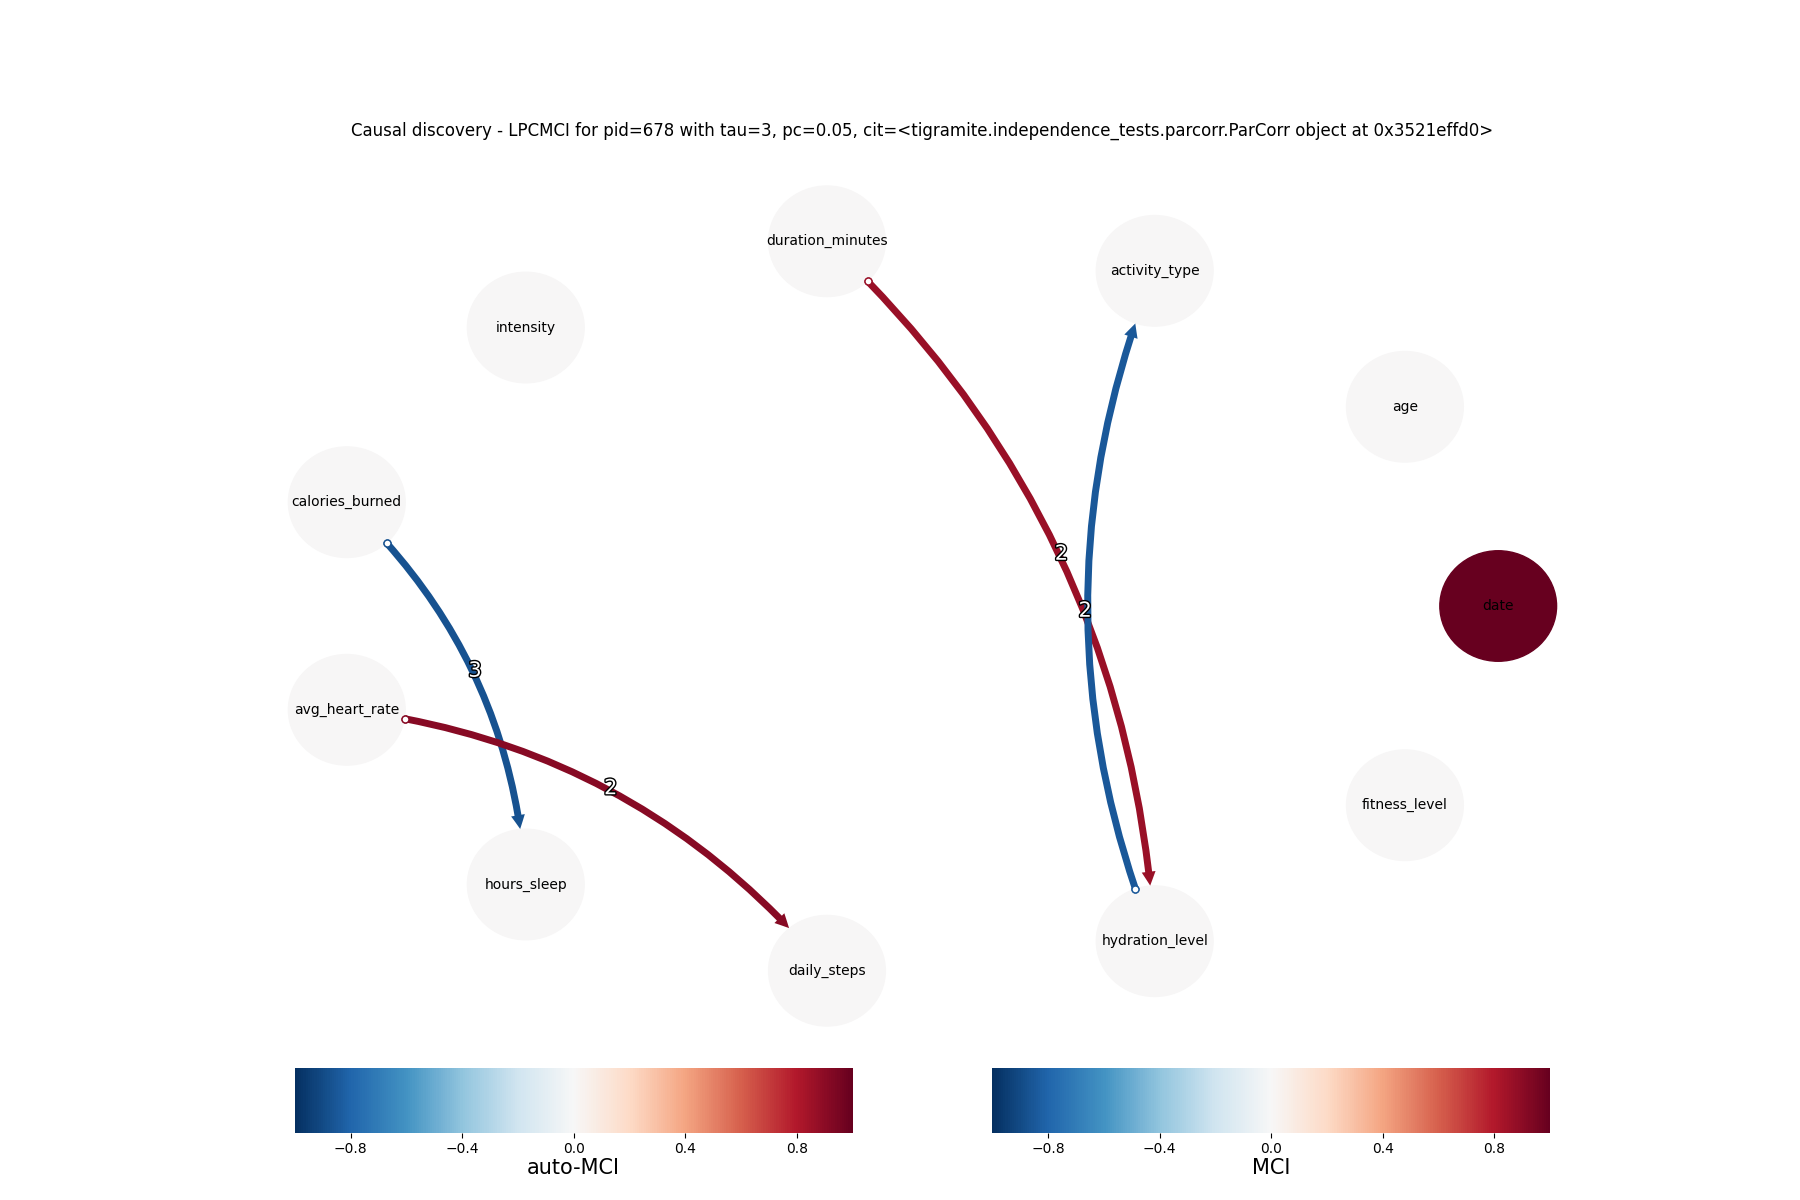 Causal discovery - LPCMCI for pid=678 with tau=3, pc=0.05, cit=<tigramite.independence_tests.parcorr.ParCorr object at 0x3521effd0>
duration_minutes
activity_type
intensity
age
calories_burned
2
date
2
3
avg_heart_rate
2
fitness_level
hours_sleep
hydration_level
daily_steps
−0.8 −0.4 0.0 0.4 0.8
auto-MCI
−0.8 −0.4 0.0 0.4 0.8
MCI